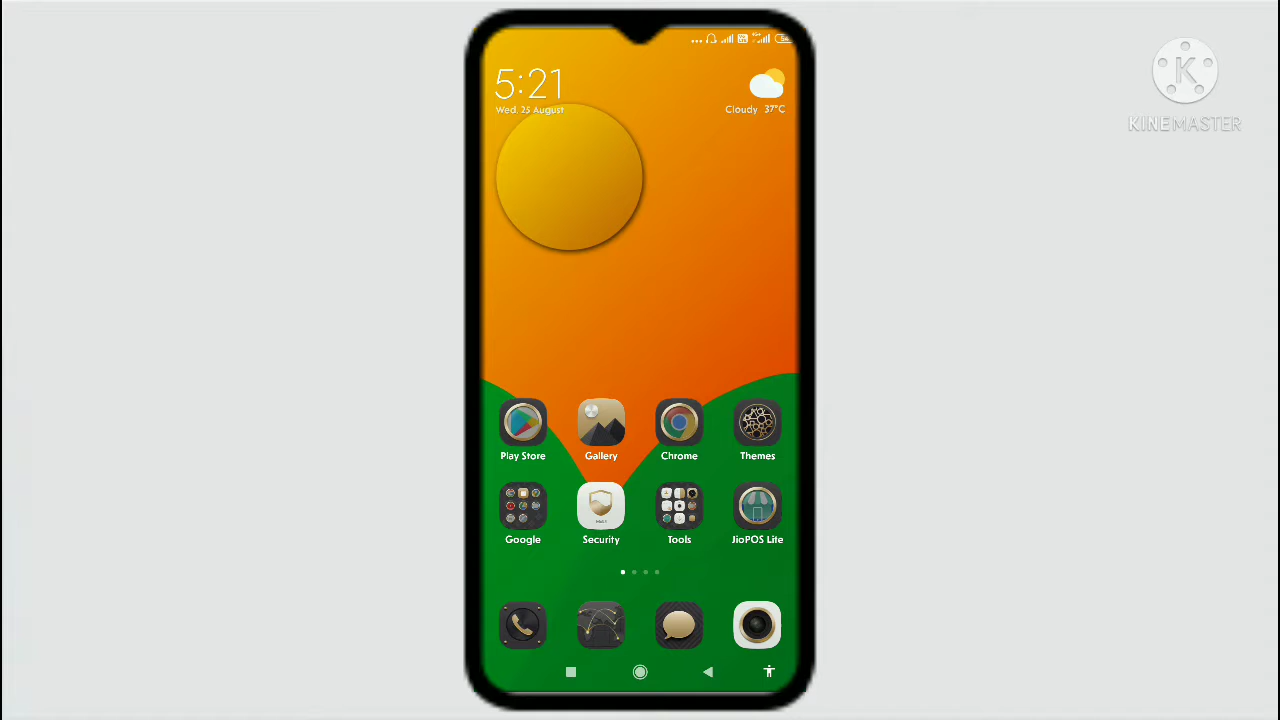 5:21
Wed, 25 August
Cloudy 37°C
K
KINEMASTER
Play Store
Gallery
Chrome
Themes
Google
Security
Tools
JioPOS Lite